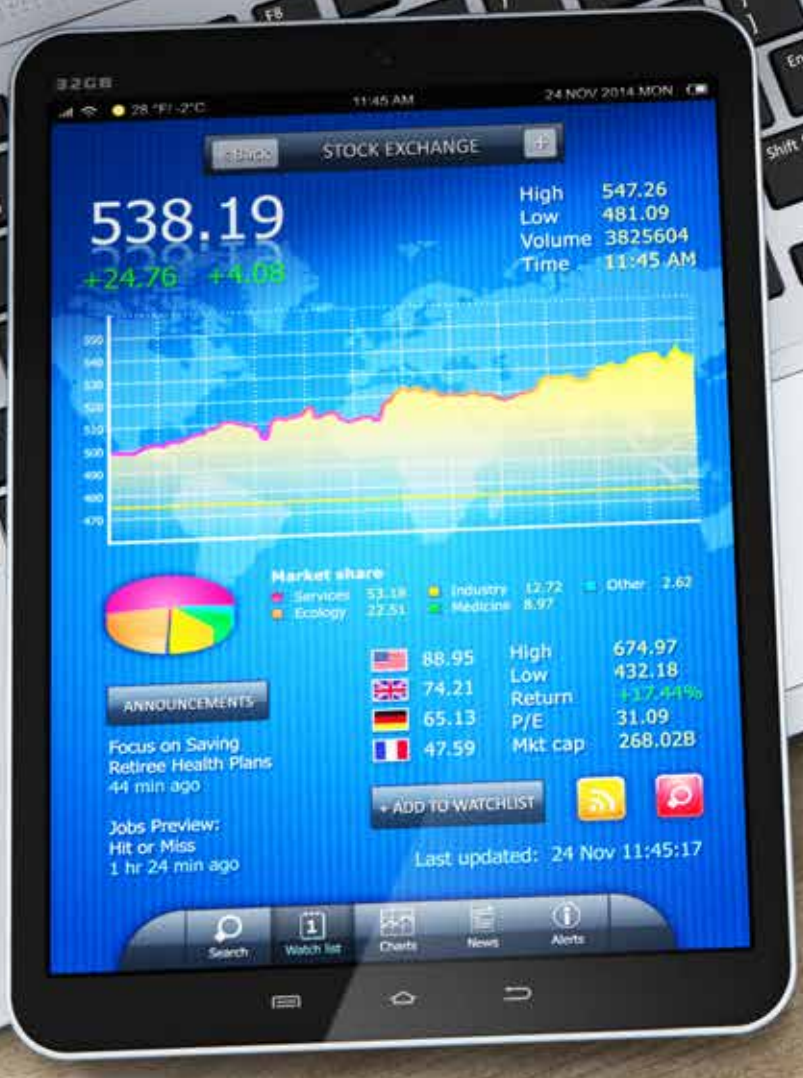 F8
En
Shift
32GB
28 °F/ -2°C 11:45 AM 24 NOV 2014 MON
Back STOCK EXCHANGE +
538.19
+24.76 +4.08
High 547.26
Low 481.09
Volume 3825604
Time 11:45 AM
550
540
530
520
510
500
490
480
470
Market share
Services 53.18 Industry 12.72 Other 2.62
Ecology 22.51 Medicine 8.97
88.95
74.21
65.13
47.59
High 674.97
Low 432.18
Return +17.44%
P/E 31.09
Mkt cap 268.02B
ANNOUNCEMENTS
Focus on Saving
Retiree Health Plans
44 min ago
Jobs Preview:
Hit or Miss
1 hr 24 min ago
+ ADD TO WATCHLIST
Last updated: 24 Nov 11:45:17
1
Search Watch list Charts News Alerts